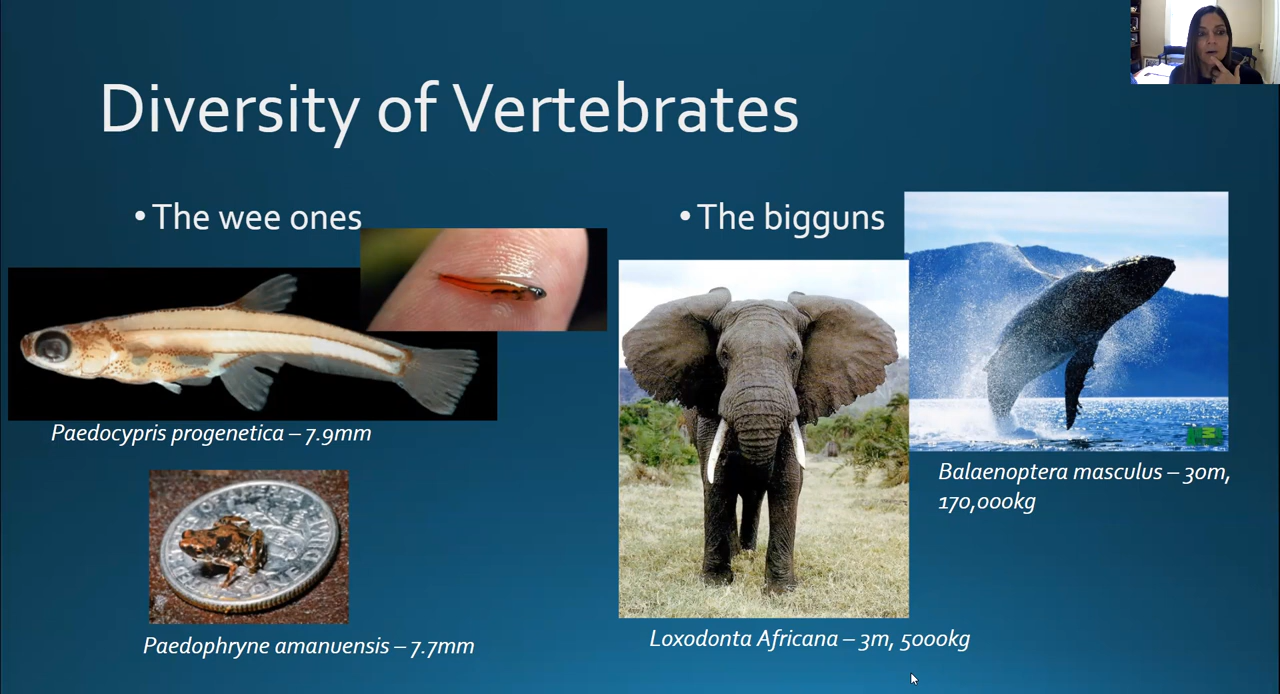 Diversity of Vertebrates
• The wee ones
Paedocypris progenetica – 7.9mm
Paedophryne amanuensis – 7.7mm
• The bigguns
Loxodonta Africana – 3m, 5000kg
Balaenoptera masculus – 30m,
170,000kg